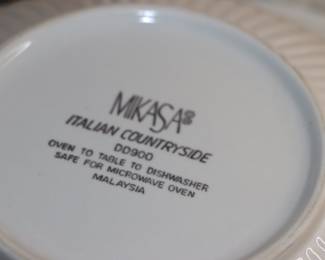 MIKASA®
ITALIAN COUNTRYSIDE
DD900
OVEN TO TABLE TO DISHWASHER
SAFE FOR MICROWAVE OVEN
MALAYSIA